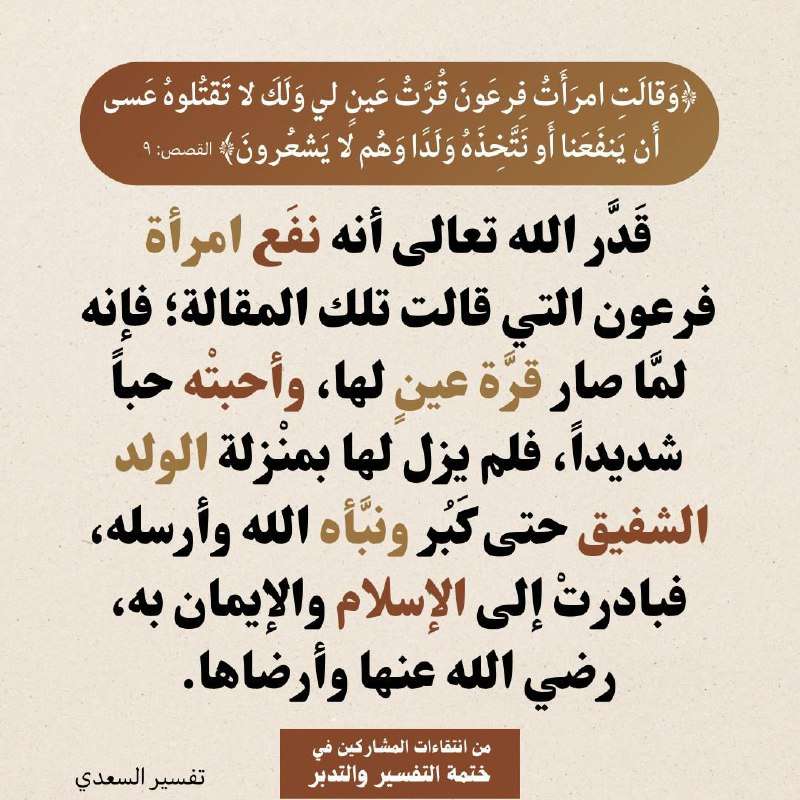 ﴿وَقالَتِ امرَأَتُ فِرعَونَ قُرَّتُ عَينٍ لي وَلَكَ لا تَقتُلوهُ عَسى
أَن يَنفَعَنا أَو نَتَّخِذَهُ وَلَدًا وَهُم لا يَشعُرونَ﴾ القصص: ٩
قَدَّر الله تعالى أنه نفَع امرأة
فرعون التي قالت تلك المقالة؛ فإنه
لمَّا صار قرَّة عينٍ لها، وأحبتْه حباً
شديداً، فلم يزل لها بمنْزلة الولد
الشفيق حتى كَبُر ونبَّأه الله وأرسله،
فبادرتْ إلى الإسلام والإيمان به،
رضي الله عنها وأرضاها.
من انتقاءات المشاركين في
ختمة التفسير والتدبر
تفسير السعدي